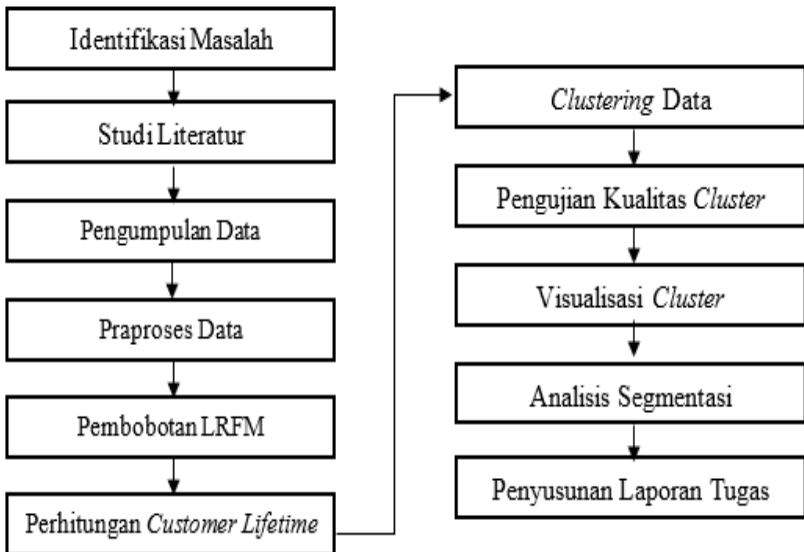 Identifikasi Masalah
Studi Literatur
Pengumpulan Data
Praproses Data
Pembobotan LRFM
Perhitungan Customer Lifetime
Clustering Data
Pengujian Kualitas Cluster
Visualisasi Cluster
Analisis Segmentasi
Penyusunan Laporan Tugas